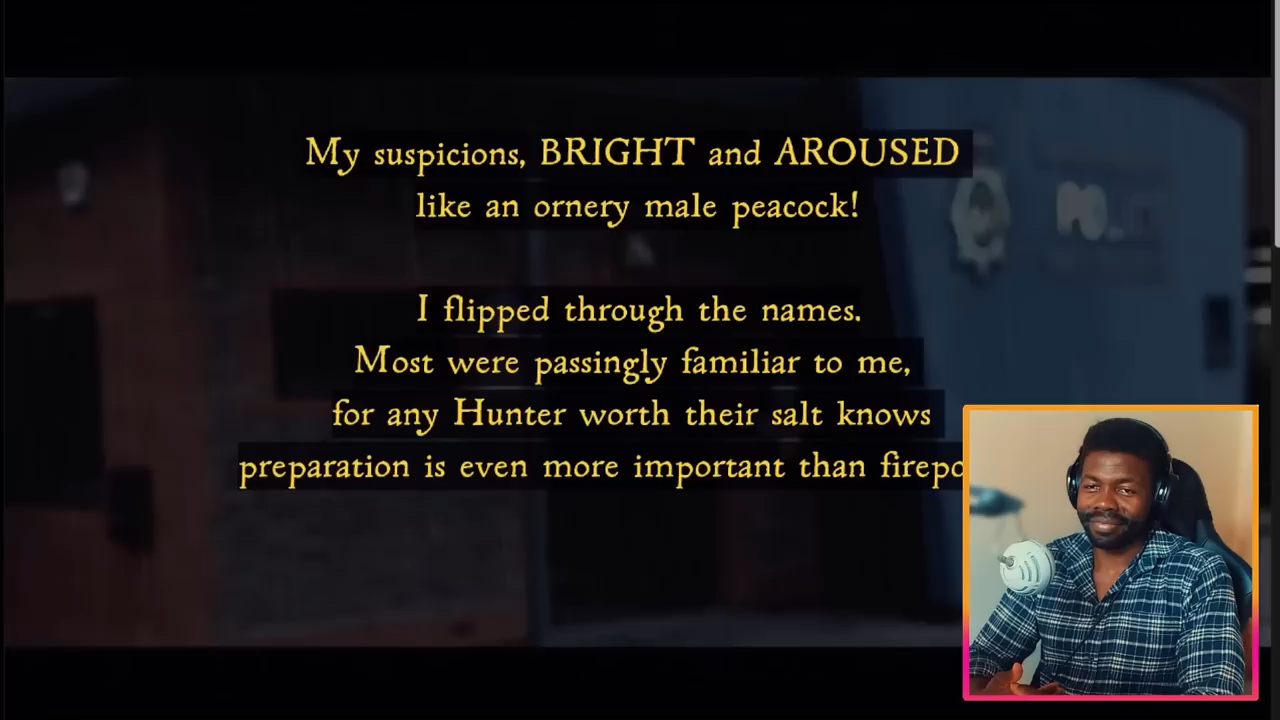 My suspicions, BRIGHT and AROUSED
like an ornery male peacock!
I flipped through the names.
Most were passingly familiar to me,
for any Hunter worth their salt knows
preparation is even more important than